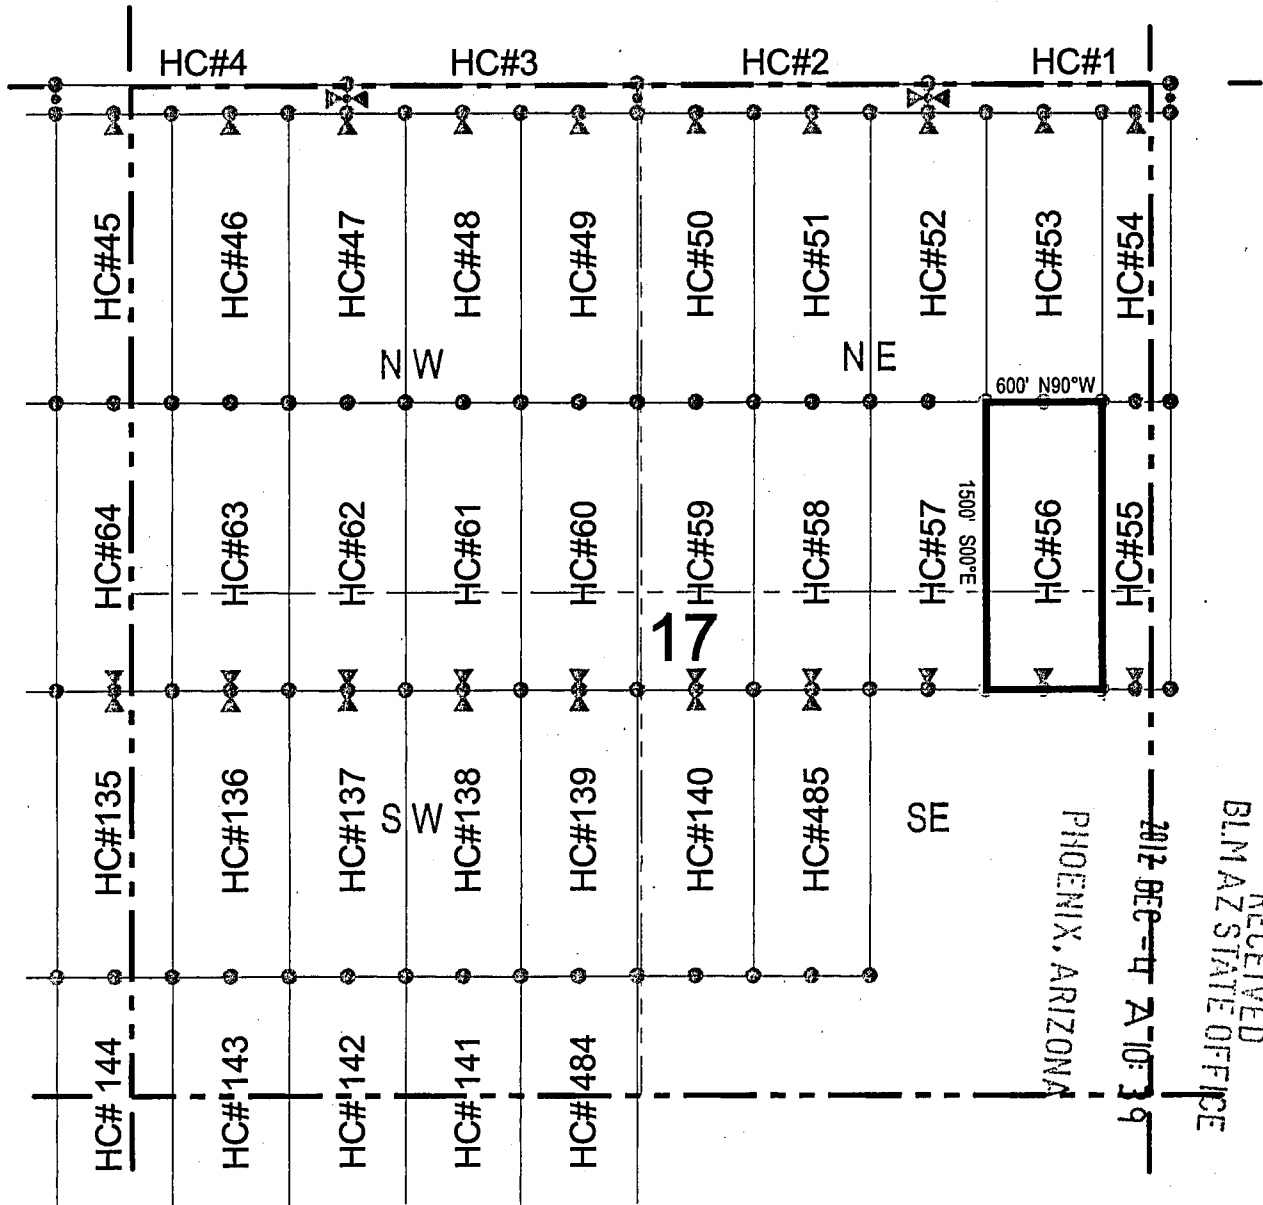 HC#4 HC#3 HC#2 HC#1
HC#45 HC#46 HC#47 HC#48 HC#49 HC#50 HC#51 HC#52 HC#53 HC#54
NW NE
600' N90°W
1500' S00°E
HC#64 HC#63 HC#62 HC#61 HC#60 HC#59 HC#58 HC#57 HC#56 HC#55
17
HC#135 HC#136 HC#137 HC#138 HC#139 HC#140 HC#485
SW SE
HC# 144 HC# 143 HC# 142 HC# 141 HC# 484
RECEIVED
BLM AZ STATE OFFICE
2012 DEC -4 A 10: 39
PHOENIX, ARIZONA